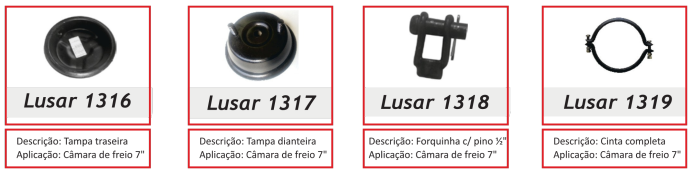 Lusar 1316
Lusar 1317
Lusar 1318
Lusar 1319
Descrição: Tampa traseira
Aplicação: Câmara de freio 7"
Descrição: Tampa dianteira
Aplicação: Câmara de freio 7"
Descrição: Forquinha c/ pino ½"
Aplicação: Câmara de freio 7"
Descrição: Cinta completa
Aplicação: Câmara de freio 7"